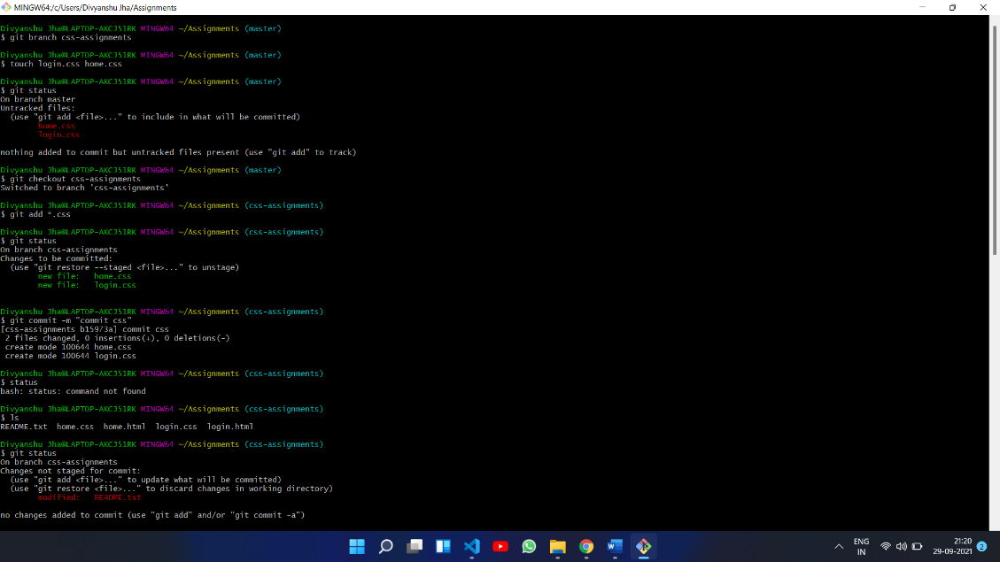 MINGW64:/c/Users/Divyanshu Jha/Assignments
Divyanshu Jha@LAPTOP-AKCJ51RK MINGW64 ~/Assignments (master)
$ git branch css-assignments
Divyanshu Jha@LAPTOP-AKCJ51RK MINGW64 ~/Assignments (master)
$ touch login.css home.css
Divyanshu Jha@LAPTOP-AKCJ51RK MINGW64 ~/Assignments (master)
$ git status
On branch master
Untracked files:
(use "git add <file>..." to include in what will be committed)
home.css
login.css
nothing added to commit but untracked files present (use "git add" to track)
Divyanshu Jha@LAPTOP-AKCJ51RK MINGW64 ~/Assignments (master)
$ git checkout css-assignments
Switched to branch 'css-assignments'
Divyanshu Jha@LAPTOP-AKCJ51RK MINGW64 ~/Assignments (css-assignments)
$ git add *.css
Divyanshu Jha@LAPTOP-AKCJ51RK MINGW64 ~/Assignments (css-assignments)
$ git status
On branch css-assignments
Changes to be committed:
(use "git restore --staged <file>..." to unstage)
new file:   home.css
new file:   login.css
Divyanshu Jha@LAPTOP-AKCJ51RK MINGW64 ~/Assignments (css-assignments)
$ git commit -m "commit css"
[css-assignments b15973a] commit css
2 files changed, 0 insertions(+), 0 deletions(-)
create mode 100644 home.css
create mode 100644 login.css
Divyanshu Jha@LAPTOP-AKCJ51RK MINGW64 ~/Assignments (css-assignments)
$ status
bash: status: command not found
Divyanshu Jha@LAPTOP-AKCJ51RK MINGW64 ~/Assignments (css-assignments)
$ ls
README.txt  home.css  home.html  login.css  login.html
Divyanshu Jha@LAPTOP-AKCJ51RK MINGW64 ~/Assignments (css-assignments)
$ git status
On branch css-assignments
Changes not staged for commit:
(use "git add <file>..." to update what will be committed)
(use "git restore <file>..." to discard changes in working directory)
modified:   README.txt
no changes added to commit (use "git add" and/or "git commit -a")
W
ENG
IN
21:20
29-09-2021
2